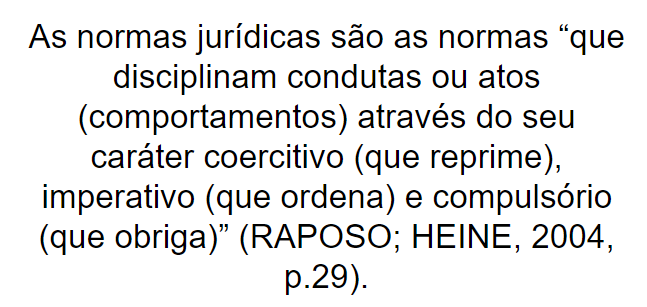 As normas jurídicas são as normas “que
disciplinam condutas ou atos
(comportamentos) através do seu
caráter coercitivo (que reprime),
imperativo (que ordena) e compulsório
(que obriga)” (RAPOSO; HEINE, 2004,
p.29).